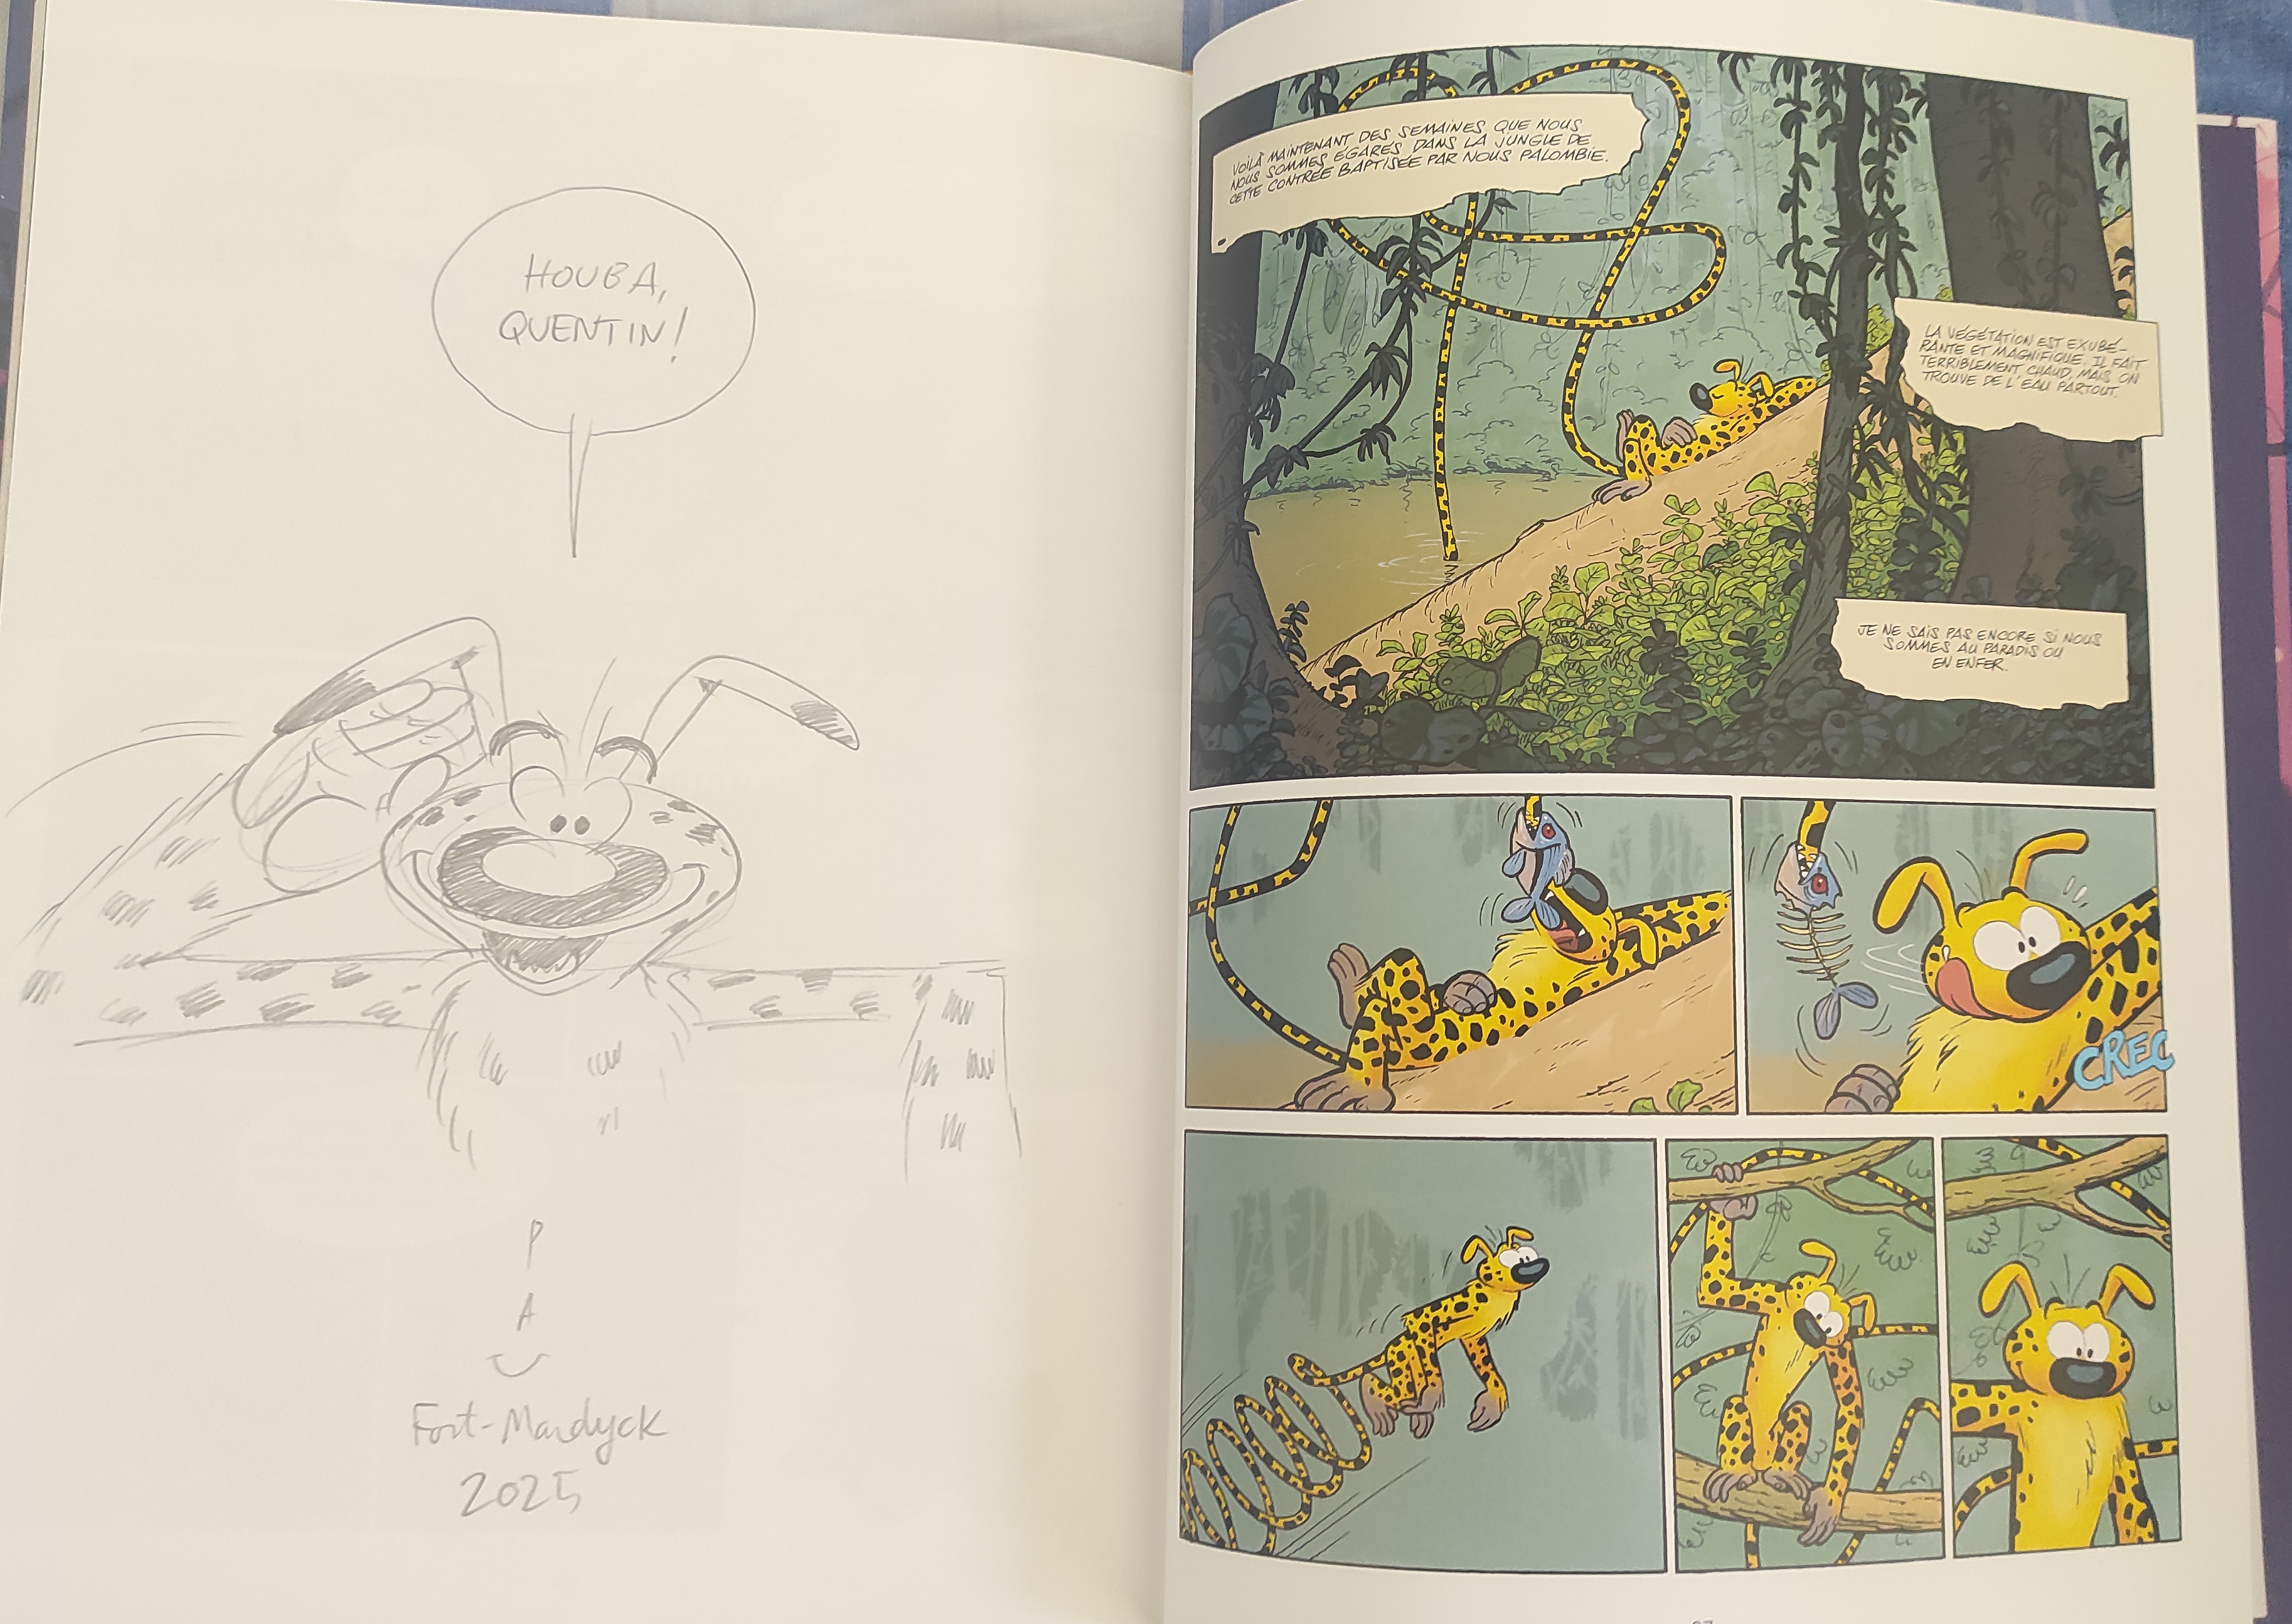 HOUBA,
QUENTIN!
P
A
Fort-Mardyck
2025
VOILÀ MAINTENANT DES SEMAINES QUE NOUS
NOUS SOMMES ÉGARÉS DANS LA JUNGLE DE
CETTE CONTRÉE BAPTISÉE PAR NOUS PALOMBIE.
LA VÉGÉTATION EST EXUBÉ-
RANTE ET MAGNIFIQUE. IL FAIT
TERRIBLEMENT CHAUD, MAIS ON
TROUVE DE L'EAU PARTOUT.
JE NE SAIS PAS ENCORE SI NOUS
SOMMES AU PARADIS OU
EN ENFER.
CREC